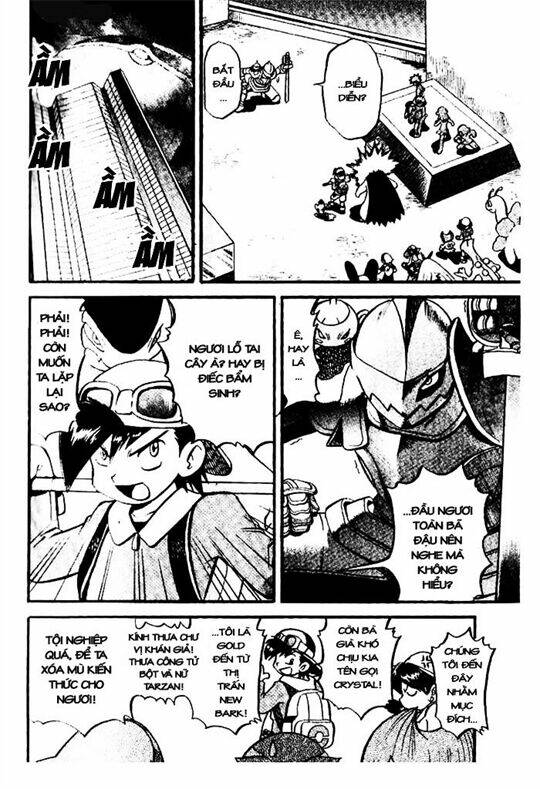 ...BIỂU
DIỄN?
BẮT
ĐẦU
...
ẦM
ẦM
ẦM
ẦM
Ê,
HAY
LÀ
...
...ĐẦU NGƯƠI
TOÀN BÃ
ĐẬU NÊN
NGHE MÀ
KHÔNG
HIỂU?
NGƯƠI LỖ TAI
CÂY À? HAY BỊ
ĐIẾC BẨM
SINH?
PHẢI!
PHẢI!
CÒN
MUỐN
TA LẶP
LẠI
SAO?
CHÚNG
TÔI ĐẾN
ĐÂY
NHẰM
MỤC
ĐÍCH...
CÒN BÀ
GIÀ KHÓ
CHỊU KIA
TÊN GỌI
CRYSTAL!
...TÔI LÀ
GOLD
ĐẾN TỪ
THỊ
TRẤN
NEW
BARK!
KÍNH THƯA CHƯ
VỊ KHÁN GIẢ!
THƯA CÔNG TỬ
BỘT VÀ NỮ
TARZAN!
TỘI NGHIỆP
QUÁ, ĐỂ TA
XÓA MÙ KIẾN
THỨC CHO
NGƯƠI!